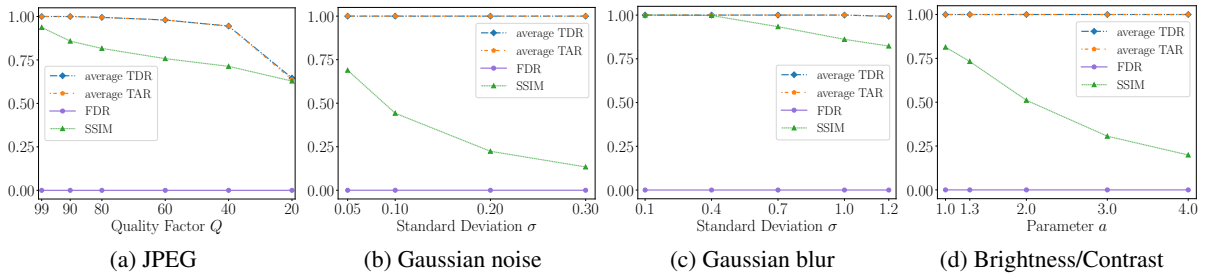 1.00
0.75
0.50
0.25
0.00
average TDR
average TAR
FDR
SSIM
99 90 80 60 40 20
Quality Factor Q
(a) JPEG
1.00
0.75
0.50
0.25
0.00
average TDR
average TAR
FDR
SSIM
0.05 0.10 0.20 0.30
Standard Deviation σ
(b) Gaussian noise
1.00
0.75
0.50
0.25
0.00
average TDR
average TAR
FDR
SSIM
0.1 0.4 0.7 1.0 1.2
Standard Deviation σ
(c) Gaussian blur
1.00
0.75
0.50
0.25
0.00
average TDR
average TAR
FDR
SSIM
1.0 1.3 2.0 3.0 4.0
Parameter a
(d) Brightness/Contrast